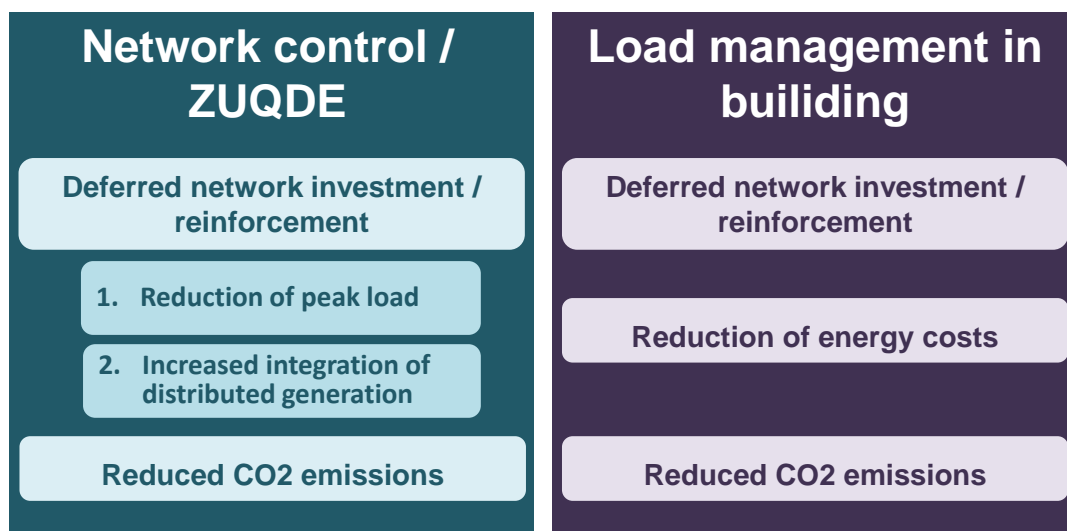 Network control /
ZUQDE
Deferred network investment /
reinforcement
1. Reduction of peak load
2. Increased integration of
distributed generation
Reduced CO2 emissions
Load management in
builiding
Deferred network investment /
reinforcement
Reduction of energy costs
Reduced CO2 emissions